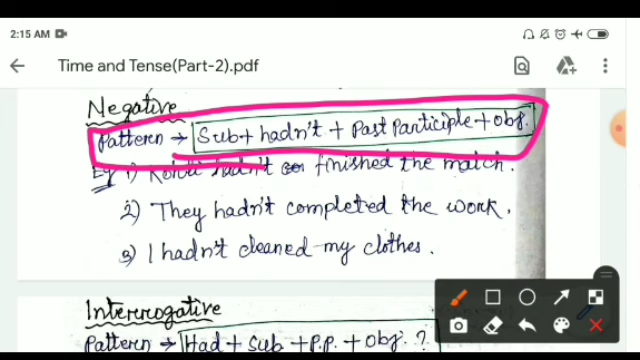 2:15 AM
Time and Tense(Part-2).pdf
Negative
Pattern → Sub+ hadn't + Past Participle + obj.
Eg 1) Kohli hadn't finished the match.
2) They hadn't completed the work.
3) I hadn't cleaned my clothes.
Interrogative
Pattern → Had + Sub + P.P. + Obj. ?